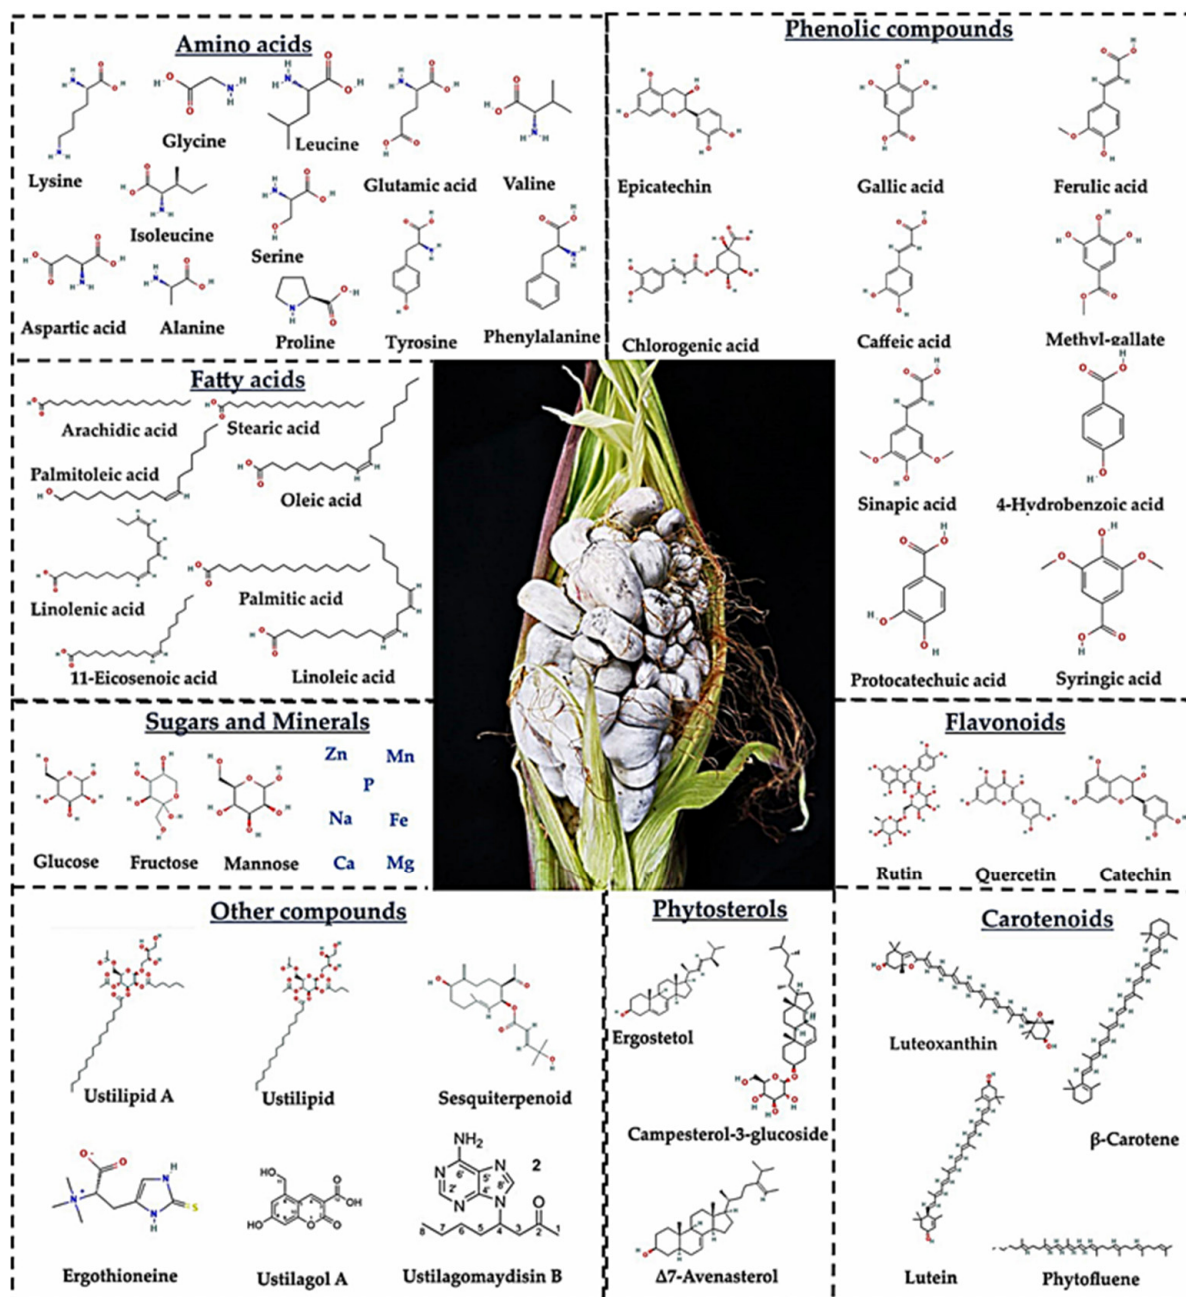 Amino acids
Lysine
Glycine
Leucine
Glutamic acid
Valine
Isoleucine
Serine
Aspartic acid
Alanine
Proline
Tyrosine
Phenylalanine
Phenolic compounds
Epicatechin
Gallic acid
Ferulic acid
Chlorogenic acid
Caffeic acid
Methyl-gallate
Sinapic acid
4-Hydrobenzoic acid
Protocatechuic acid
Syringic acid
Fatty acids
Arachidic acid
Stearic acid
Palmitoleic acid
Oleic acid
Linolenic acid
Palmitic acid
11-Eicosenoic acid
Linoleic acid
Sugars and Minerals
Glucose
Fructose
Mannose
Zn
Mn
P
Na
Fe
Ca
Mg
Flavonoids
Rutin
Quercetin
Catechin
Other compounds
Ustilipid A
Ustilipid
Sesquiterpenoid
Ergothioneine
Ustilagol A
NH₂
2
Ustilagomaydisin B
Phytosterols
Ergostetol
Campesterol-3-glucoside
Δ7-Avenasterol
Carotenoids
Luteoxanthin
β-Carotene
Lutein
Phytofluene